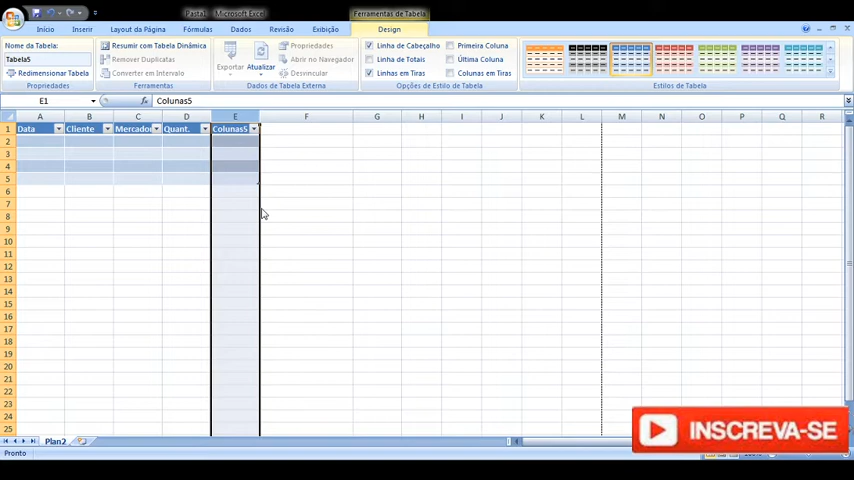 Pasta1 - Microsoft Excel
Ferramentas de Tabela
Início Inserir Layout da Página Fórmulas Dados Revisão Exibição Design
Nome da Tabela:
Tabela5
Redimensionar Tabela
Propriedades
Resumir com Tabela Dinâmica
Remover Duplicatas
Converter em Intervalo
Ferramentas
Exportar Atualizar
Propriedades
Abrir no Navegador
Desvincular
Dados de Tabela Externa
Linha de Cabeçalho Primeira Coluna
Linha de Totais Última Coluna
Linhas em Tiras Colunas em Tiras
Opções de Estilo de Tabela
Estilos de Tabela
E1 fx Colunas5
A B C D E F G H I J K L M N O P Q R
1 Data Cliente Mercador Quant. Colunas5
2
3
4
5
6
7
8
9
10
11
12
13
14
15
16
17
18
19
20
21
22
23
24
25
Plan2
Pronto
INSCREVA-SE